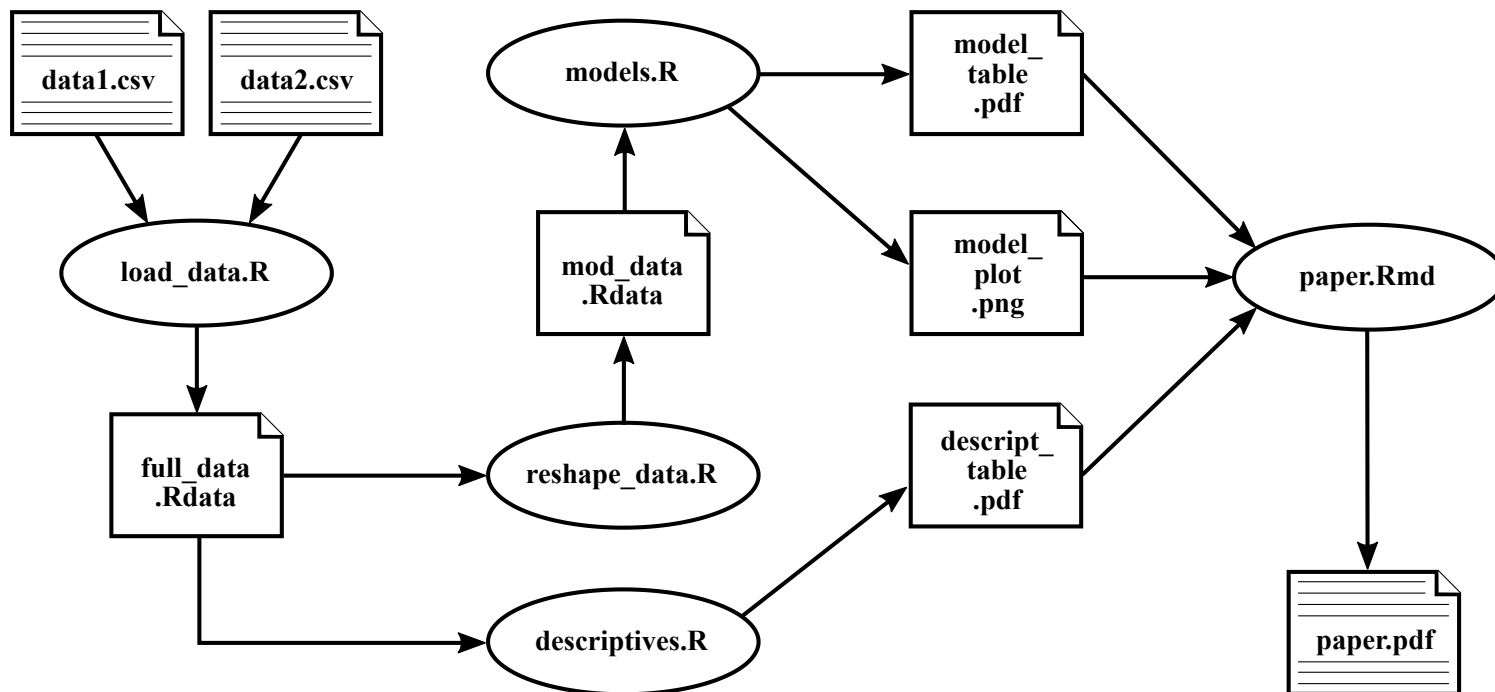 data1.csv
data2.csv
load_data.R
full_data
.Rdata
reshape_data.R
descriptives.R
mod_data
.Rdata
models.R
model_
table
.pdf
model_
plot
.png
descript_
table
.pdf
paper.Rmd
paper.pdf